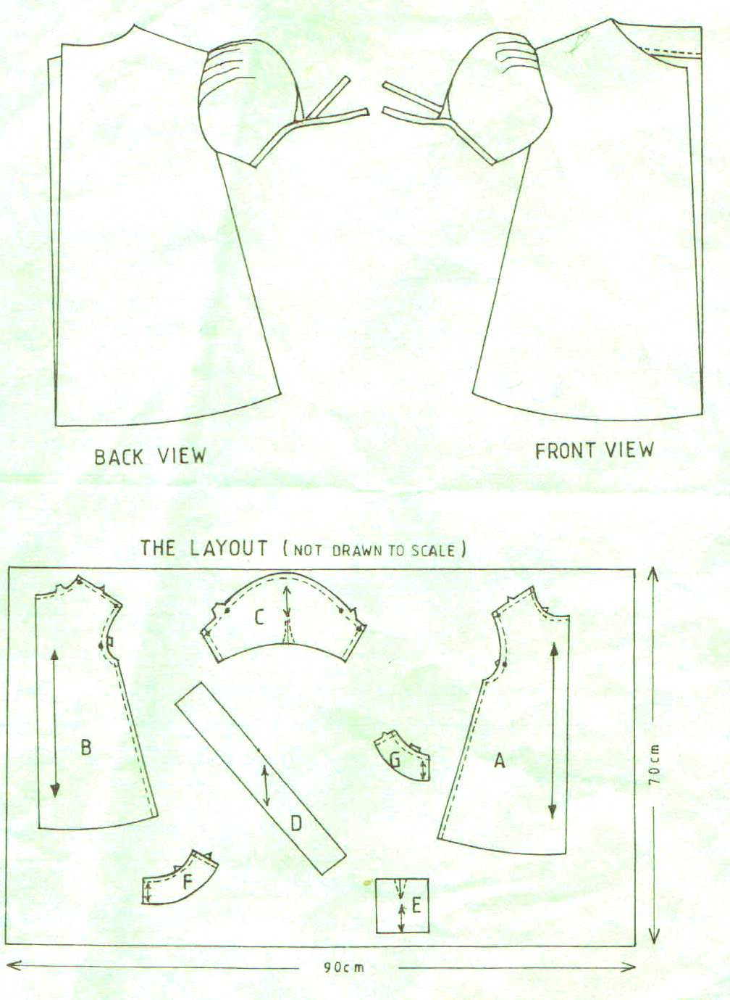 BACK VIEW
FRONT VIEW
THE LAYOUT (NOT DRAWN TO SCALE)
C
B
G
A
D
F
E
70cm
90cm